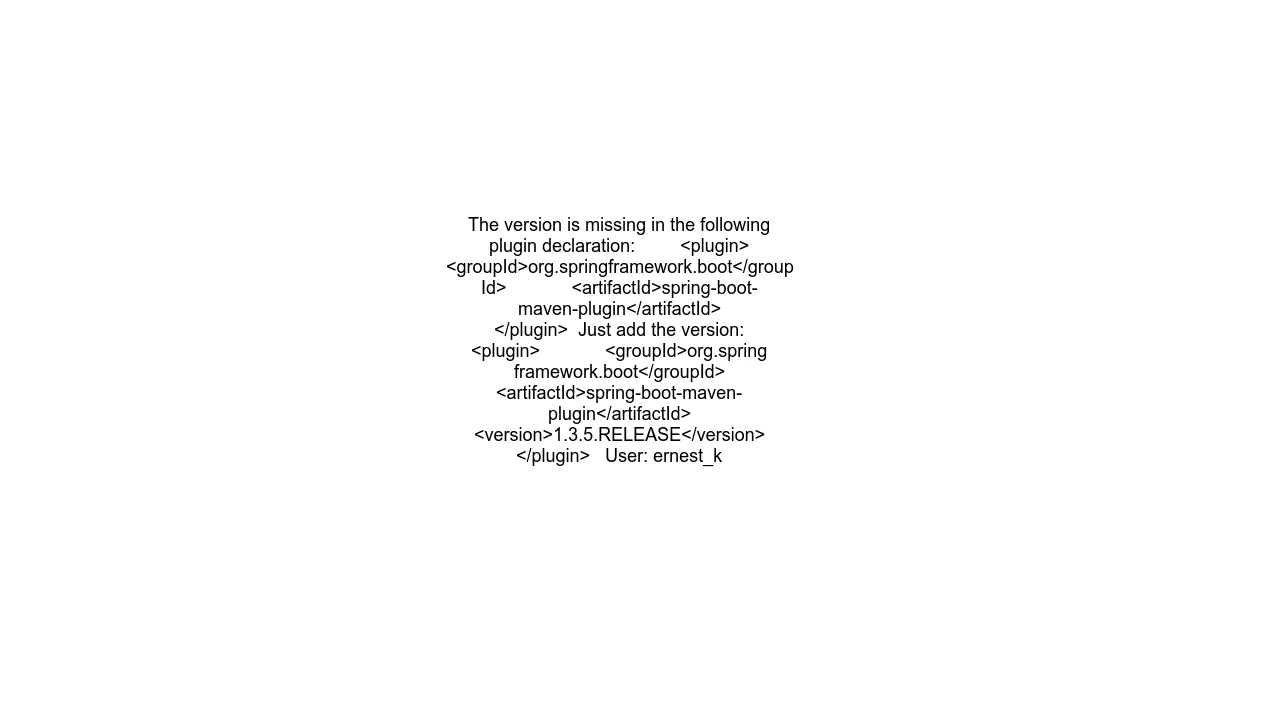 The version is missing in the following
plugin declaration: <plugin>
<groupId>org.springframework.boot</group
Id> <artifactId>spring-boot-
maven-plugin</artifactId>
</plugin> Just add the version:
<plugin> <groupId>org.spring
framework.boot</groupId>
<artifactId>spring-boot-maven-
plugin</artifactId>
<version>1.3.5.RELEASE</version>
</plugin> User: ernest_k